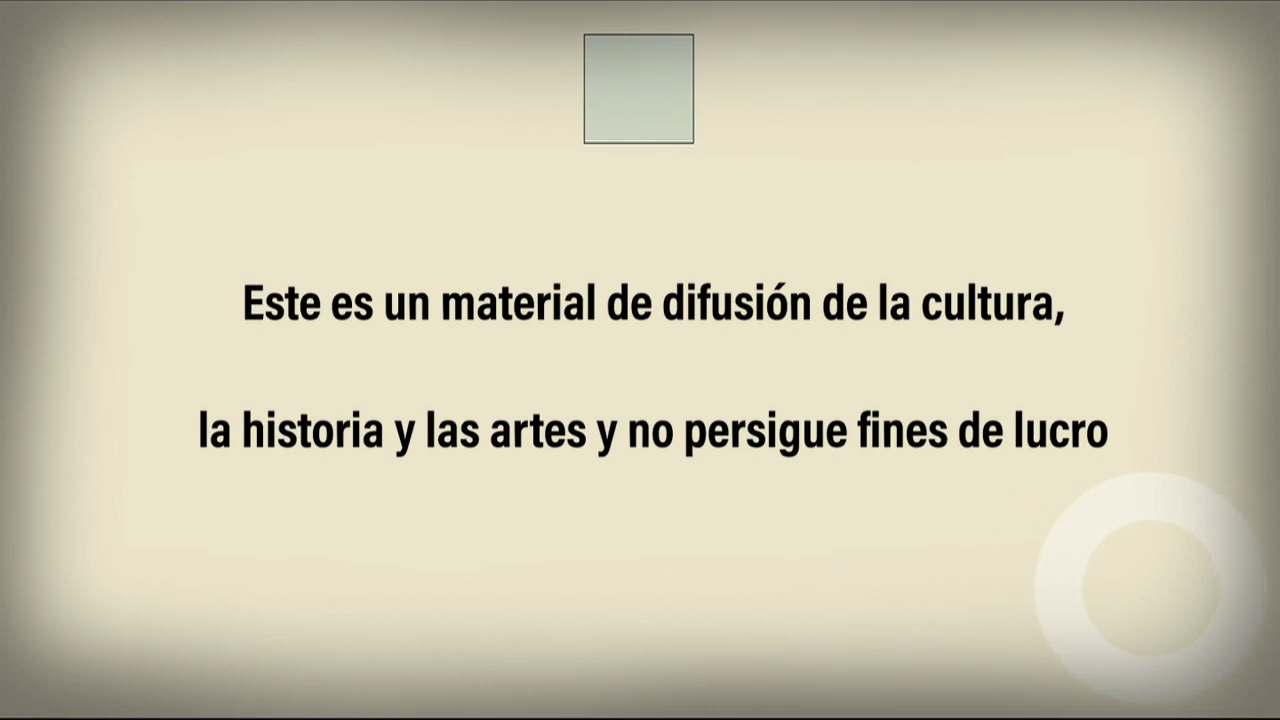 Este es un material de difusión de la cultura,
la historia y las artes y no persigue fines de lucro